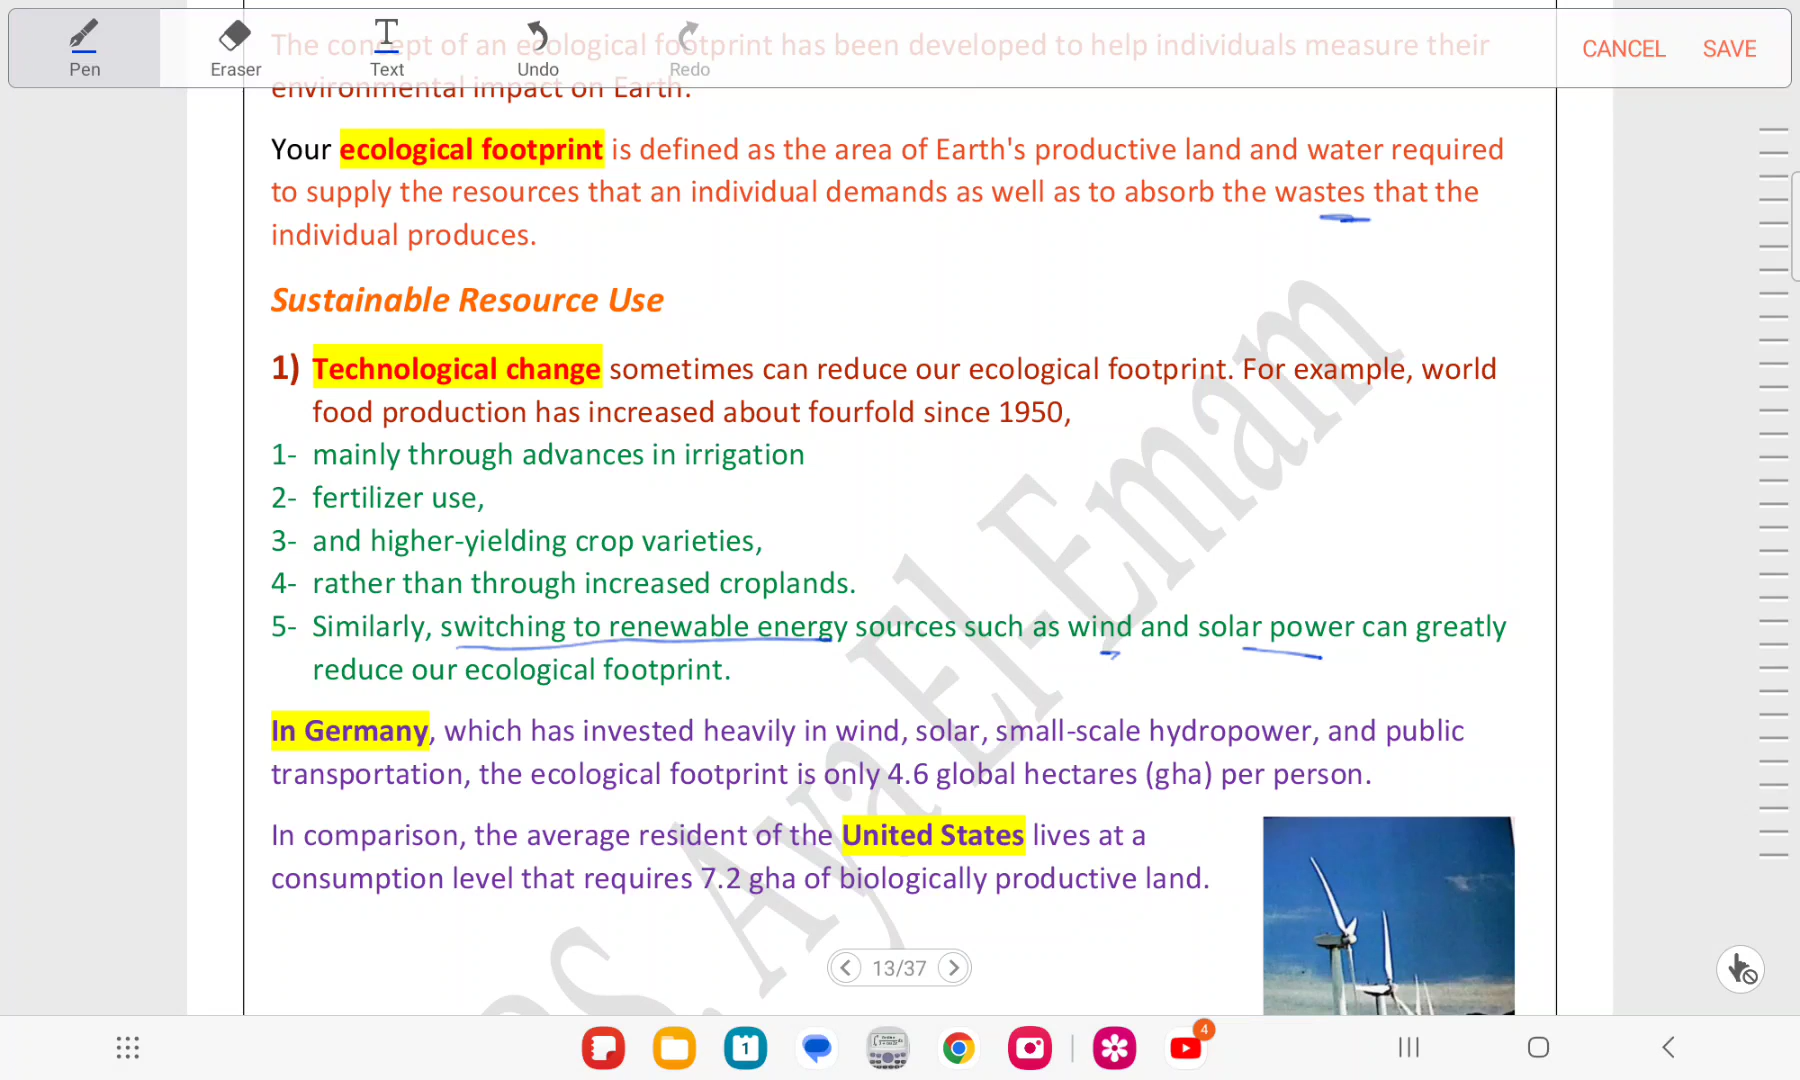 The concept of an ecological footprint has been developed to help individuals measure their
Pen
Eraser
Text
Undo
Redo
CANCEL
SAVE
environmental impact on Earth.
Your ecological footprint is defined as the area of Earth's productive land and water required
to supply the resources that an individual demands as well as to absorb the wastes that the
individual produces.
Sustainable Resource Use
1) Technological change sometimes can reduce our ecological footprint. For example, world
food production has increased about fourfold since 1950,
1- mainly through advances in irrigation
2- fertilizer use,
3- and higher-yielding crop varieties,
4- rather than through increased croplands.
5- Similarly, switching to renewable energy sources such as wind and solar power can greatly
reduce our ecological footprint.
In Germany, which has invested heavily in wind, solar, small-scale hydropower, and public
transportation, the ecological footprint is only 4.6 global hectares (gha) per person.
In comparison, the average resident of the United States lives at a
consumption level that requires 7.2 gha of biologically productive land.
Aya El-Emam
13/37
1
4